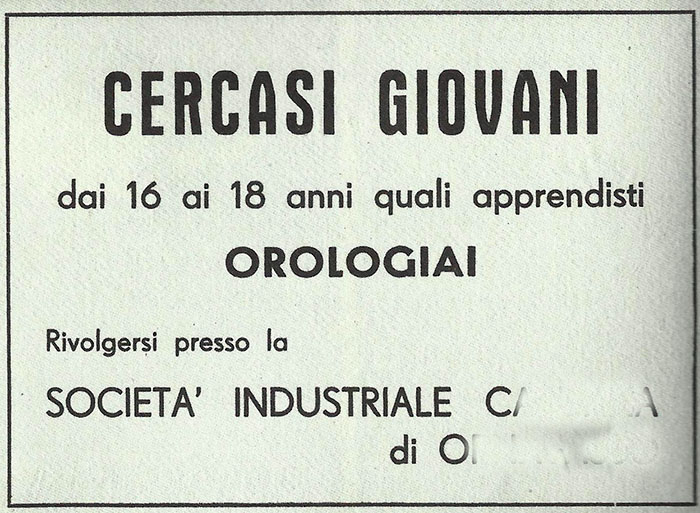 CERCASI GIOVANI
dai 16 ai 18 anni quali apprendisti
OROLOGIAI
Rivolgersi presso la
SOCIETA' INDUSTRIALE
di